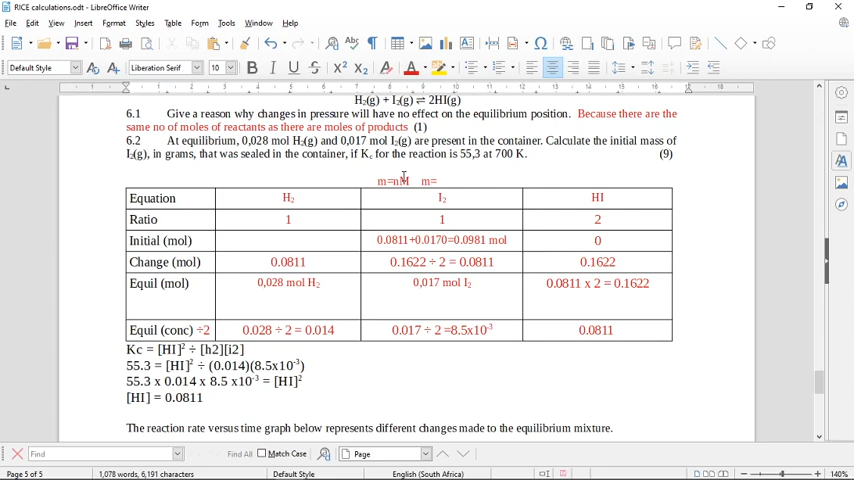 RICE calculations.odt - LibreOffice Writer
File Edit View Insert Format Styles Table Form Tools Window Help
Default Style Liberation Serif 10
H₂(g) + I₂(g) ⇌ 2HI(g)
6.1 Give a reason why changes in pressure will have no effect on the equilibrium position. Because there are the
same no of moles of reactants as there are moles of products (1)
6.2 At equilibrium, 0,028 mol H₂(g) and 0,017 mol I₂(g) are present in the container. Calculate the initial mass of
I₂(g), in grams, that was sealed in the container, if Kc for the reaction is 55,3 at 700 K. (9)
m=nM m=
Equation H₂ I₂ HI
Ratio 1 1 2
Initial (mol) 0.0811+0.0170=0.0981 mol 0
Change (mol) 0.0811 0.1622 ÷ 2 = 0.0811 0.1622
Equil (mol) 0,028 mol H₂ 0,017 mol I₂ 0.0811 x 2 = 0.1622
Equil (conc) ÷2 0.028 ÷ 2 = 0.014 0.017 ÷ 2 =8.5x10⁻³ 0.0811
Kc = [HI]² ÷ [h2][i2]
55.3 = [HI]² ÷ (0.014)(8.5x10⁻³)
55.3 x 0.014 x 8.5 x10⁻³ = [HI]²
[HI] = 0.0811
The reaction rate versus time graph below represents different changes made to the equilibrium mixture.
Find Find All Match Case Page
Page 5 of 5 1,078 words, 6,191 characters Default Style English (South Africa) 140%